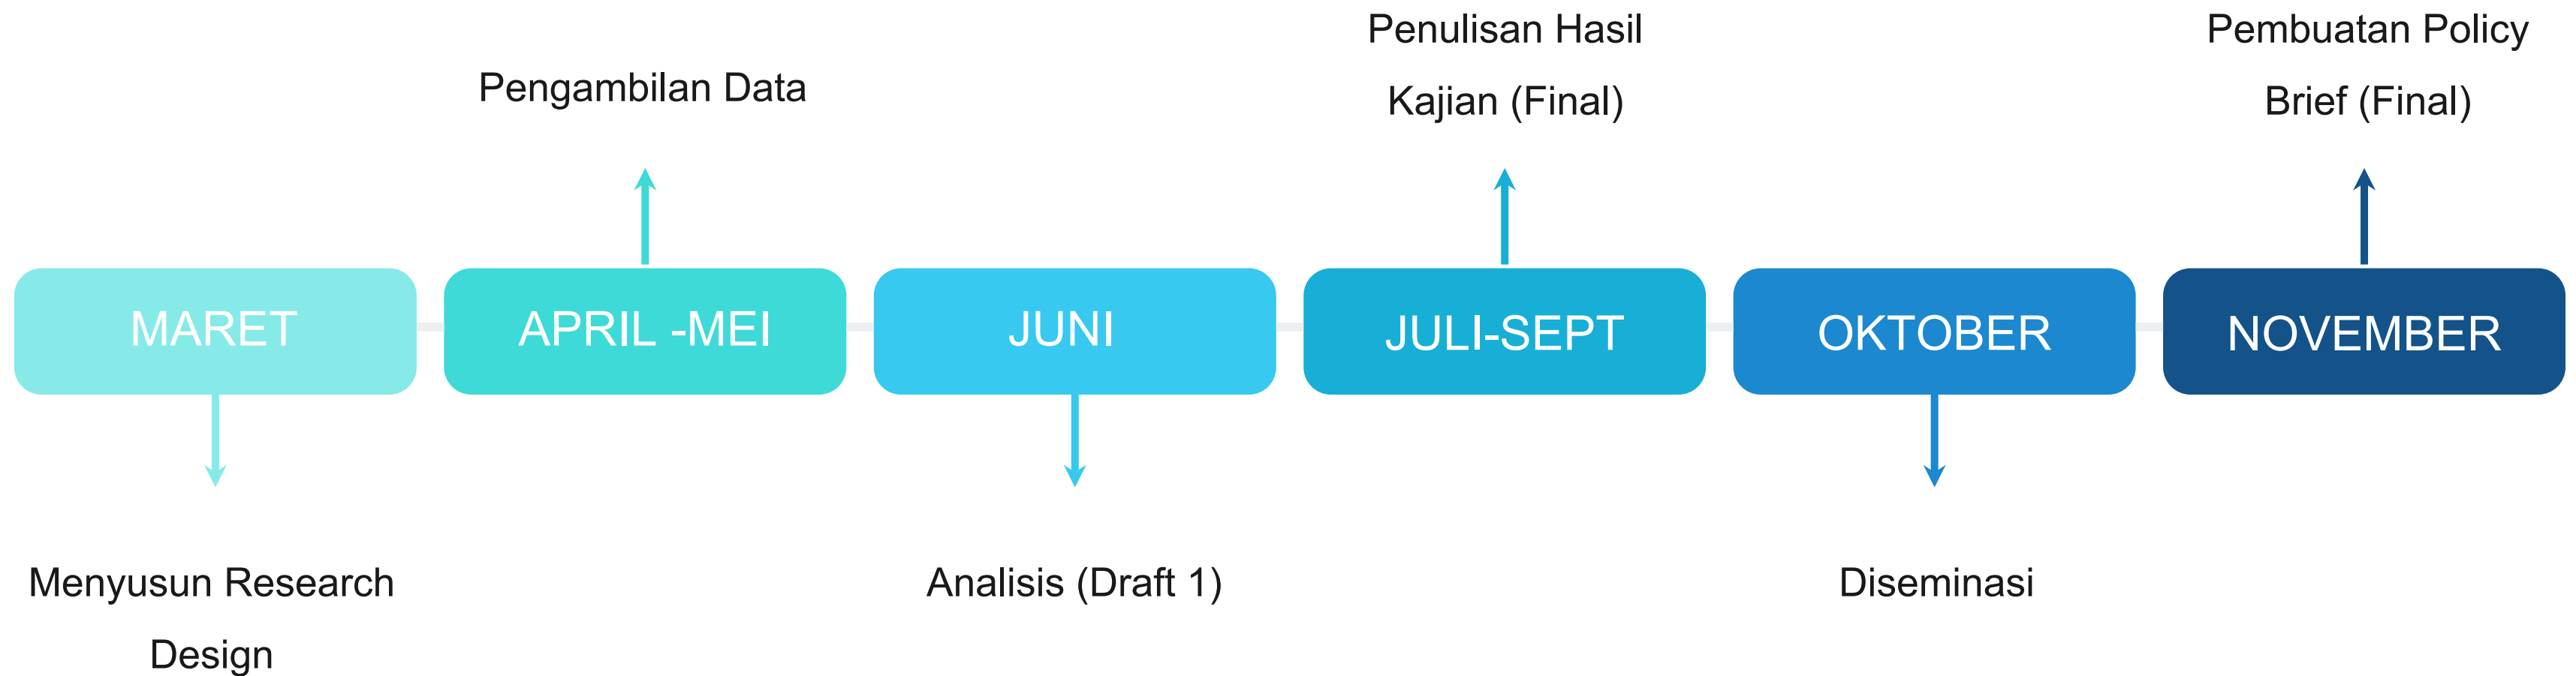 Penulisan Hasil
Kajian (Final)
Pembuatan Policy
Brief (Final)
Pengambilan Data
MARET
APRIL -MEI
JUNI
JULI-SEPT
OKTOBER
NOVEMBER
Menyusun Research
Design
Analisis (Draft 1)
Diseminasi